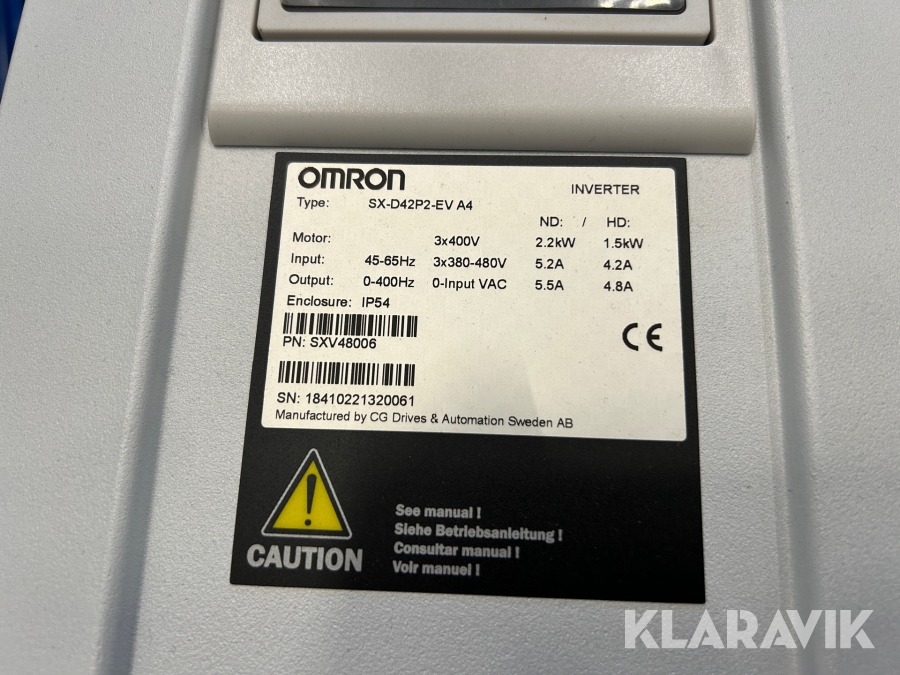 OMRON
INVERTER
Type: SX-D42P2-EV A4
ND: / HD:
Motor: 3x400V 2.2kW 1.5kW
Input: 45-65Hz 3x380-480V 5.2A 4.2A
Output: 0-400Hz 0-Input VAC 5.5A 4.8A
Enclosure: IP54
CE
PN: SXV48006
SN: 18410221320061
Manufactured by CG Drives & Automation Sweden AB
CAUTION
See manual !
Siehe Betriebsanleitung !
Consultar manual !
Voir manuel !
KLARAVIK